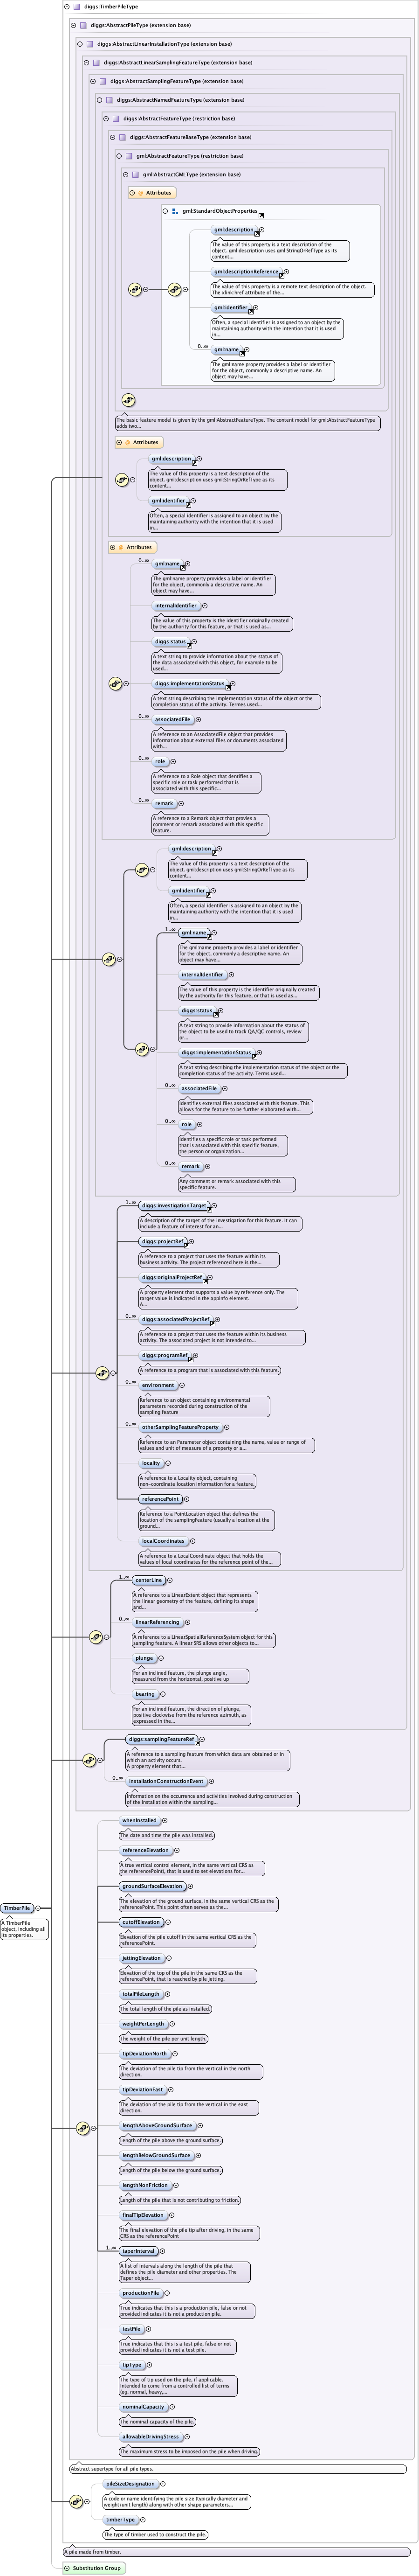 diggs:TimberPileType
diggs:AbstractPileType (extension base)
diggs:AbstractLinearInstallationType (extension base)
diggs:AbstractLinearSamplingFeatureType (extension base)
diggs:AbstractSamplingFeatureType (extension base)
diggs:AbstractNamedFeatureType (extension base)
diggs:AbstractFeatureType (restriction base)
diggs:AbstractFeatureBaseType (extension base)
gml:AbstractFeatureType (restriction base)
gml:AbstractGMLType (extension base)
Attributes
gml:StandardObjectProperties
gml:description
The value of this property is a text description of the
object. gml:description uses gml:StringOrRefType as its
content...
gml:descriptionReference
The value of this property is a remote text description of the object.
The xlink:href attribute of the...
gml:identifier
Often, a special identifier is assigned to an object by the
maintaining authority with the intention that it is used
in...
0..∞
gml:name
The gml:name property provides a label or identifier
for the object, commonly a descriptive name. An
object may have...
The basic feature model is given by the gml:AbstractFeatureType. The content model for gml:AbstractFeatureType
adds two...
Attributes
gml:description
The value of this property is a text description of the
object. gml:description uses gml:StringOrRefType as its
content...
gml:identifier
Often, a special identifier is assigned to an object by the
maintaining authority with the intention that it is used
in...
Attributes
0..∞
gml:name
The gml:name property provides a label or identifier
for the object, commonly a descriptive name. An
object may have...
internalIdentifier
The value of this property is the identifier originally created
by the authority for this feature, or that is used as...
diggs:status
A text string to provide information about the status of
the data associated with this object, for example to be
used...
diggs:ImplementationStatus
A text string describing the implementation status of the object or the
completion status of the activity. Termes used...
0..∞
associatedFile
A reference to an AssociatedFile object that provides
information about external files or documents associated
with...
0..∞
role
A reference to a Role object that dentifies a
specific role or task performed that is
associated with this specific...
0..∞
remark
A reference to a Remark object that provies a
comment or remark associated with this specific
feature.
gml:description
The value of this property is a text description of the
object. gml:description uses gml:StringOrRefType as its
content...
gml:identifier
Often, a special identifier is assigned to an object by the
maintaining authority with the intention that it is used
in...
1..∞
gml:name
The gml:name property provides a label or identifier
for the object, commonly a descriptive name. An
object may have...
internalIdentifier
The value of this property is the identifier originally created
by the authority for this feature, or that is used as...
diggs:status
A text string to provide information about the status of the
object to be used to track QA/QC controls, review
or...
diggs:ImplementationStatus
A text string describing the implementation status of the object or the
completion status of the activity. Terms used...
0..∞
associatedFile
Identifies external files associated with this feature. This
allows for the feature to be further elaborated with...
0..∞
role
Identifies a specific role or task performed
that is associated with this specific feature,
the person or organization...
0..∞
remark
Any comment or remark associated with this
specific feature.
1..∞
diggs:investigationTarget
A description of the target of the investigation for this feature. It can
include a feature of interest for an...
diggs:projectRef
A reference to a project that uses the feature within its
business activity. The project referenced here is the...
diggs:originalProjectRef
A property element that supports a value by reference only. The
target value is indicated in the appinfo element.
A...
0..∞
diggs:associatedProjectRef
A reference to a project that uses the feature within its business
activity. The associated project is not intended to...
diggs:programRef
A reference to a program that is associated with this feature.
0..∞
environment
Reference to an object containing environmental
parameters recorded during construction of the
sampling feature
0..∞
otherSamplingFeatureProperty
Reference to an Parameter object containing the name, value or range of
values and unit of measure of a property or a...
locality
A reference to a Locality object, containing
non-coordinate location information for a feature.
referencePoint
Reference to a PointLocation object that defines the
location of the samplingFeature (usually a location at the
ground...
localCoordinates
A reference to a LocalCoordinate object that holds the
values of local coordinates for the reference point of the...
1..∞
centerLine
A reference to a LinearExtent object that represents
the linear geometry of the feature, defining its shape
and...
0..∞
linearReferencing
A reference to a LinearSpatialReferenceSystem object for this
sampling feature. A linear SRS allows other objects to...
plunge
For an inclined feature, the plunge angle,
measured from the horizontal, positive up
bearing
For an inclined feature, the direction of plunge,
positive clockwise from the reference azimuth, as
expressed in the...
diggs:samplingFeatureRef
A reference to a sampling feature from which data are obtained or in
which an activity occurs.
A property element that...
0..∞
installationConstructionEvent
Information on the occurrence and activities involved during construction
of the installation within the sampling...
whenInstalled
The date and time the pile was installed.
referenceElevation
A true vertical control element, in the same vertical CRS as
the referencePoint), that is used to set elevations for...
groundSurfaceElevation
The elevation of the ground surface, in the same vertical CRS as the
referencePoint. This point often serves as the...
TimberPile
A TimberPile
object, including all
its properties.
cutoffElevation
Elevation of the pile cutoff in the same vertical CRS as the
referencePoint.
jettingElevation
Elevation of the top of the pile in the same CRS as the
referencePoint, that is reached by pile jetting.
totalPileLength
The total length of the pile as installed.
weightPerLength
The weight of the pile per unit length.
tipDeviationNorth
The deviation of the pile tip from the vertical in the north
direction.
tipDeviationEast
The deviation of the pile tip from the vertical in the east
direction.
lengthAboveGroundSurface
Length of the pile above the ground surface.
lengthBelowGroundSurface
Length of the pile below the ground surface.
lengthNonFriction
Length of the pile that is not contributing to friction.
finalTipElevation
The final elevation of the pile tip after driving, in the same
CRS as the referencePoint
1..∞
taperInterval
A list of intervals along the length of the pile that
defines the pile diameter and other properties. The
Taper object...
productionPile
True indicates that this is a production pile, false or not
provided indicates it is not a production pile.
testPile
True indicates that this is a test pile, false or not
provided indicates it is not a test pile.
tipType
The type of tip used on the pile, if applicable.
Intended to come from a controlled list of terms
(eg. normal, heavy,...
nominalCapacity
The nominal capacity of the pile.
allowableDrivingStress
The maximum stress to be imposed on the pile when driving.
Abstract supertype for all pile types.
pileSizeDesignation
A code or name identifying the pile size (typically diameter and
weight/unit length) along with other shape parameters...
timberType
The type of timber used to construct the pile.
A pile made from timber.
Substitution Group